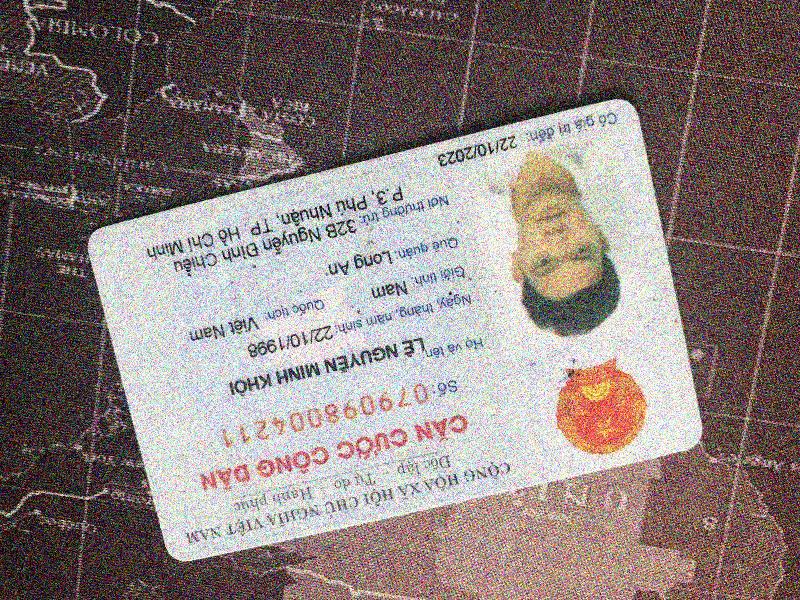 CỘNG HÒA XÃ HỘI CHỦ NGHĨA VIỆT NAM
Độc lập - Tự do - Hạnh phúc
CĂN CƯỚC CÔNG DÂN
Số: 079098004211
Họ và tên: LÊ NGUYỄN MINH KHÔI
Ngày, tháng, năm sinh: 22/10/1998
Giới tính: Nam Quốc tịch: Việt Nam
Quê quán: Long An
Nơi thường trú: 32B Nguyễn Đình Chiểu
P.3, Phú Nhuận, TP Hồ Chí Minh
Có giá trị đến: 22/10/2023
COLOMBIA